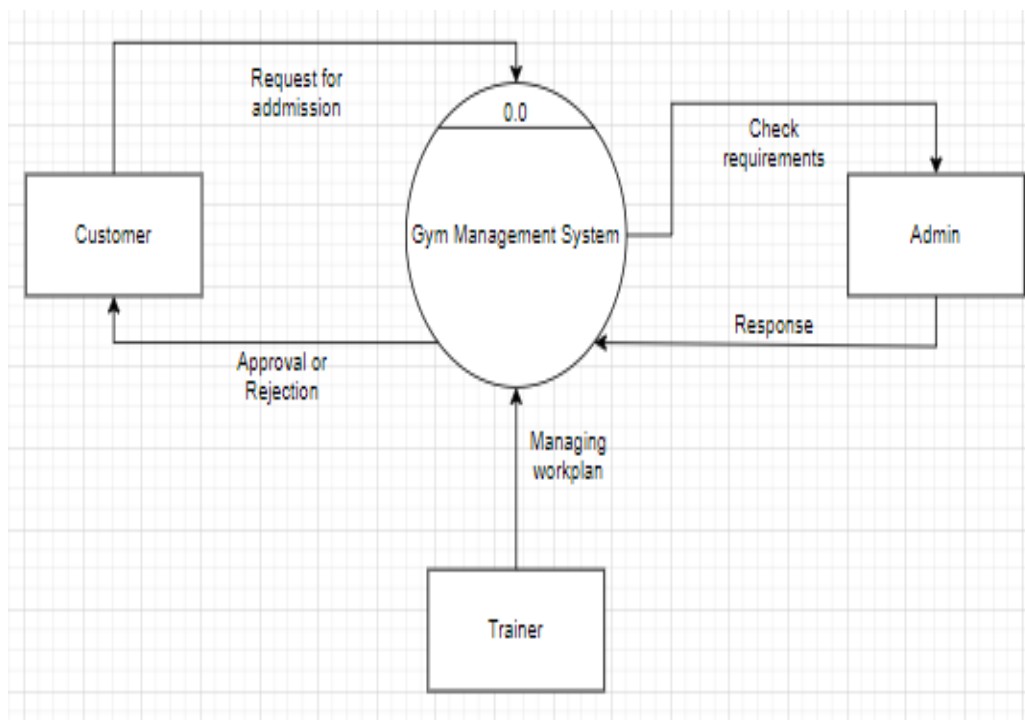 Request for
addmission
0.0
Check
requirements
Customer
Gym Management System
Admin
Response
Approval or
Rejection
Managing
workplan
Trainer